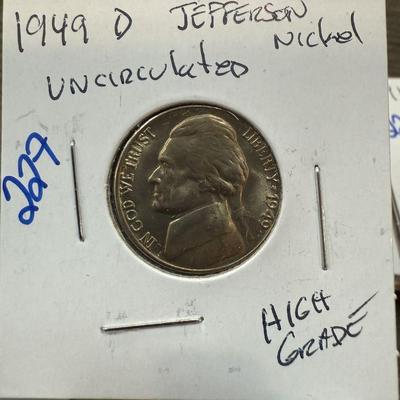 1949 D JEFFERSON
Nickel
UNCIRCULATED
227
IN GOD WE TRUST
LIBERTY 1949
HIGH
GRADE